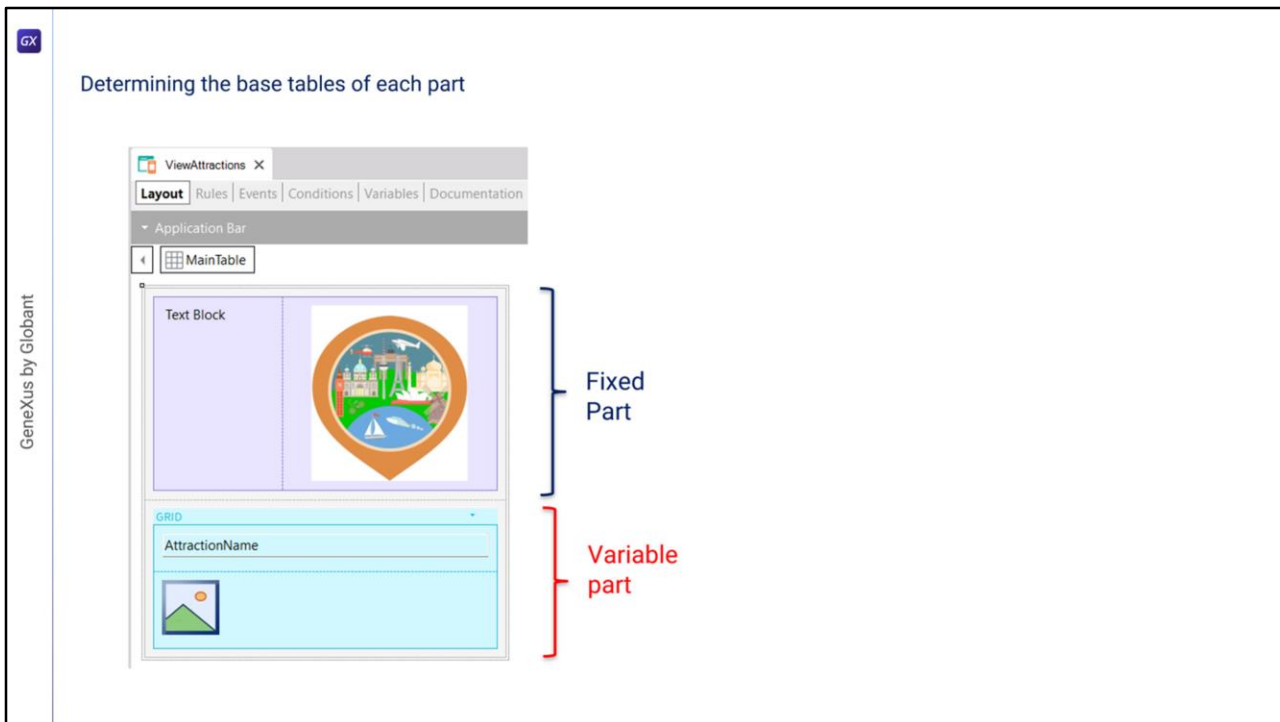 GX
Determining the base tables of each part
ViewAttractions
Layout Rules Events Conditions Variables Documentation
Application Bar
MainTable
Text Block
Fixed
Part
GRID
AttractionName
Variable
part
GeneXus by Globant